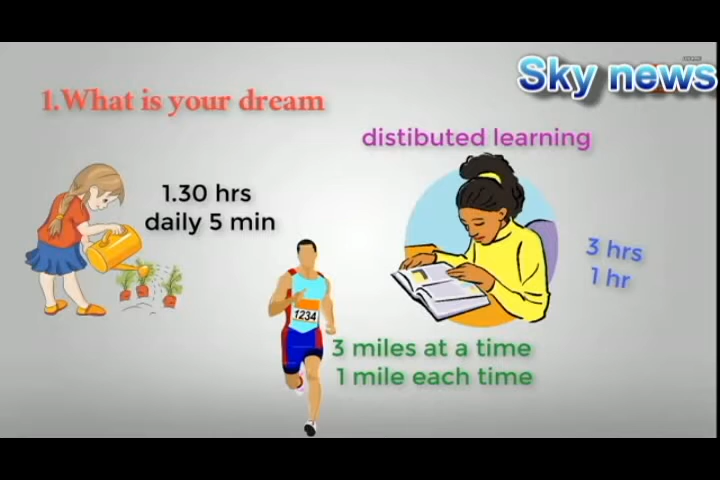 Sky news
1.What is your dream
distibuted learning
1.30 hrs
daily 5 min
3 hrs
1 hr
1234
3 miles at a time
1 mile each time